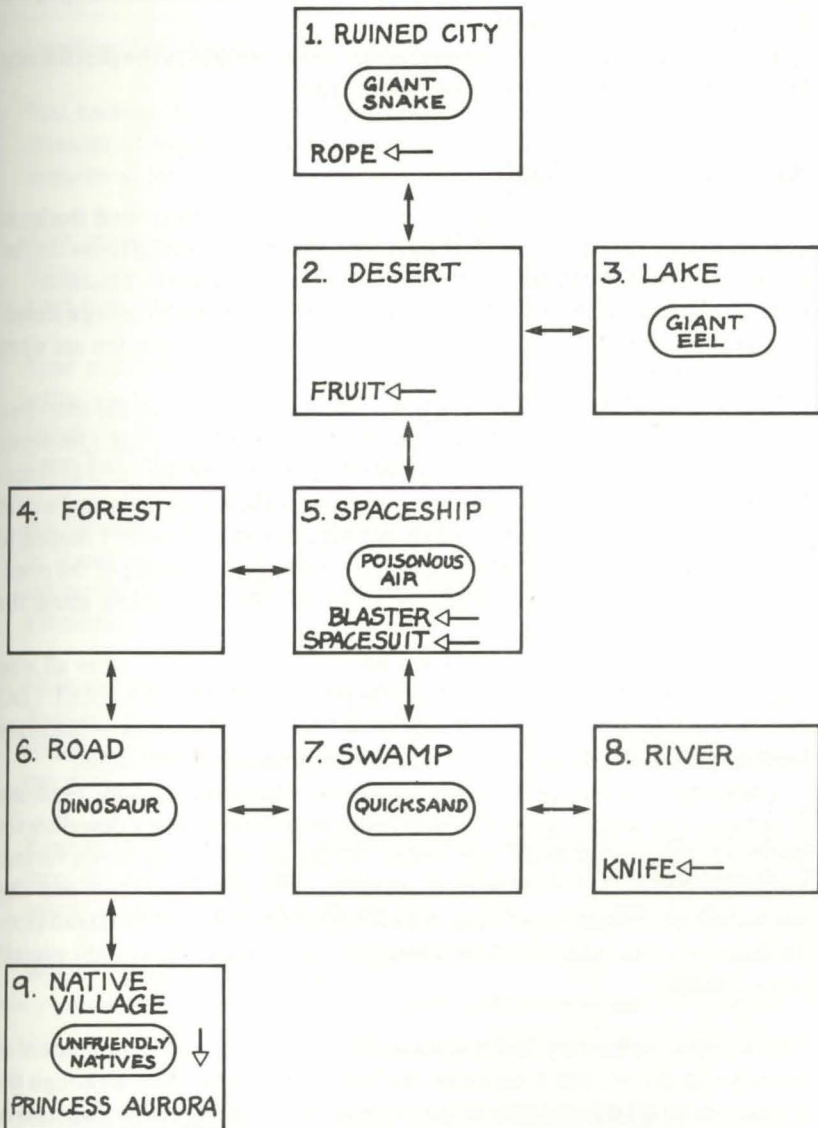 1. RUINED CITY
GIANT
SNAKE
ROPE
2. DESERT
FRUIT
3. LAKE
GIANT
EEL
4. FOREST
5. SPACESHIP
POISONOUS
AIR
BLASTER
SPACESUIT
6. ROAD
DINOSAUR
7. SWAMP
QUICKSAND
8. RIVER
KNIFE
9. NATIVE
VILLAGE
UNFRIENDLY
NATIVES
PRINCESS AURORA